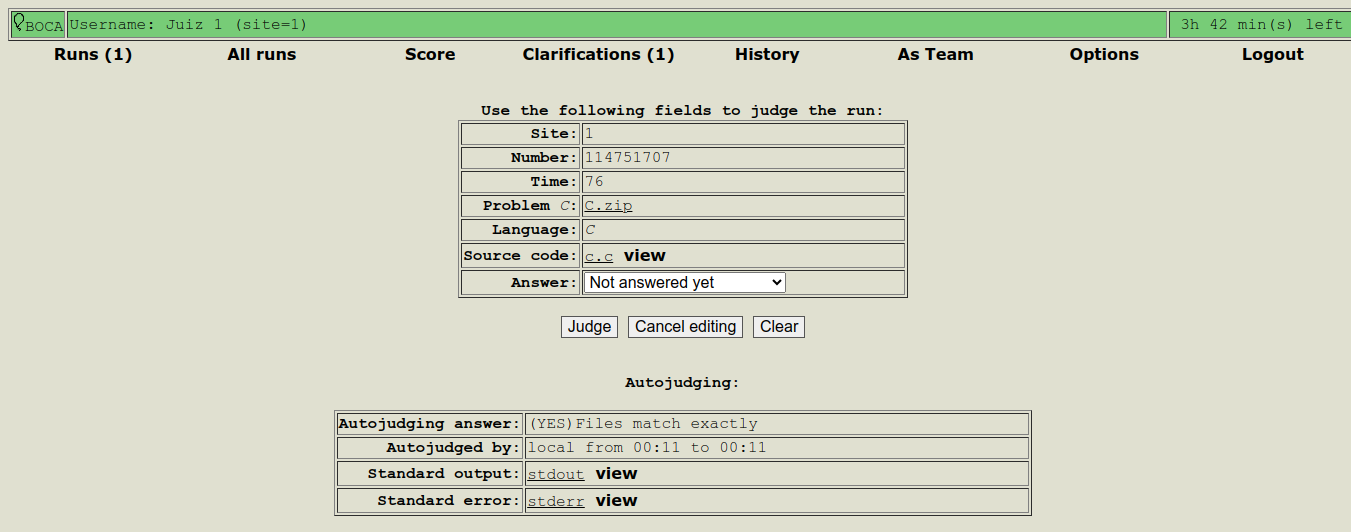 BOCA Username: Juiz 1 (site=1) 3h 42 min(s) left
Runs (1) All runs Score Clarifications (1) History As Team Options Logout
Use the following fields to judge the run:
Site: 1
Number: 114751707
Time: 76
Problem C: C.zip
Language: C
Source code: c.c view
Answer: Not answered yet
Judge Cancel editing Clear
Autojudging:
Autojudging answer: (YES)Files match exactly
Autojudged by: local from 00:11 to 00:11
Standard output: stdout view
Standard error: stderr view